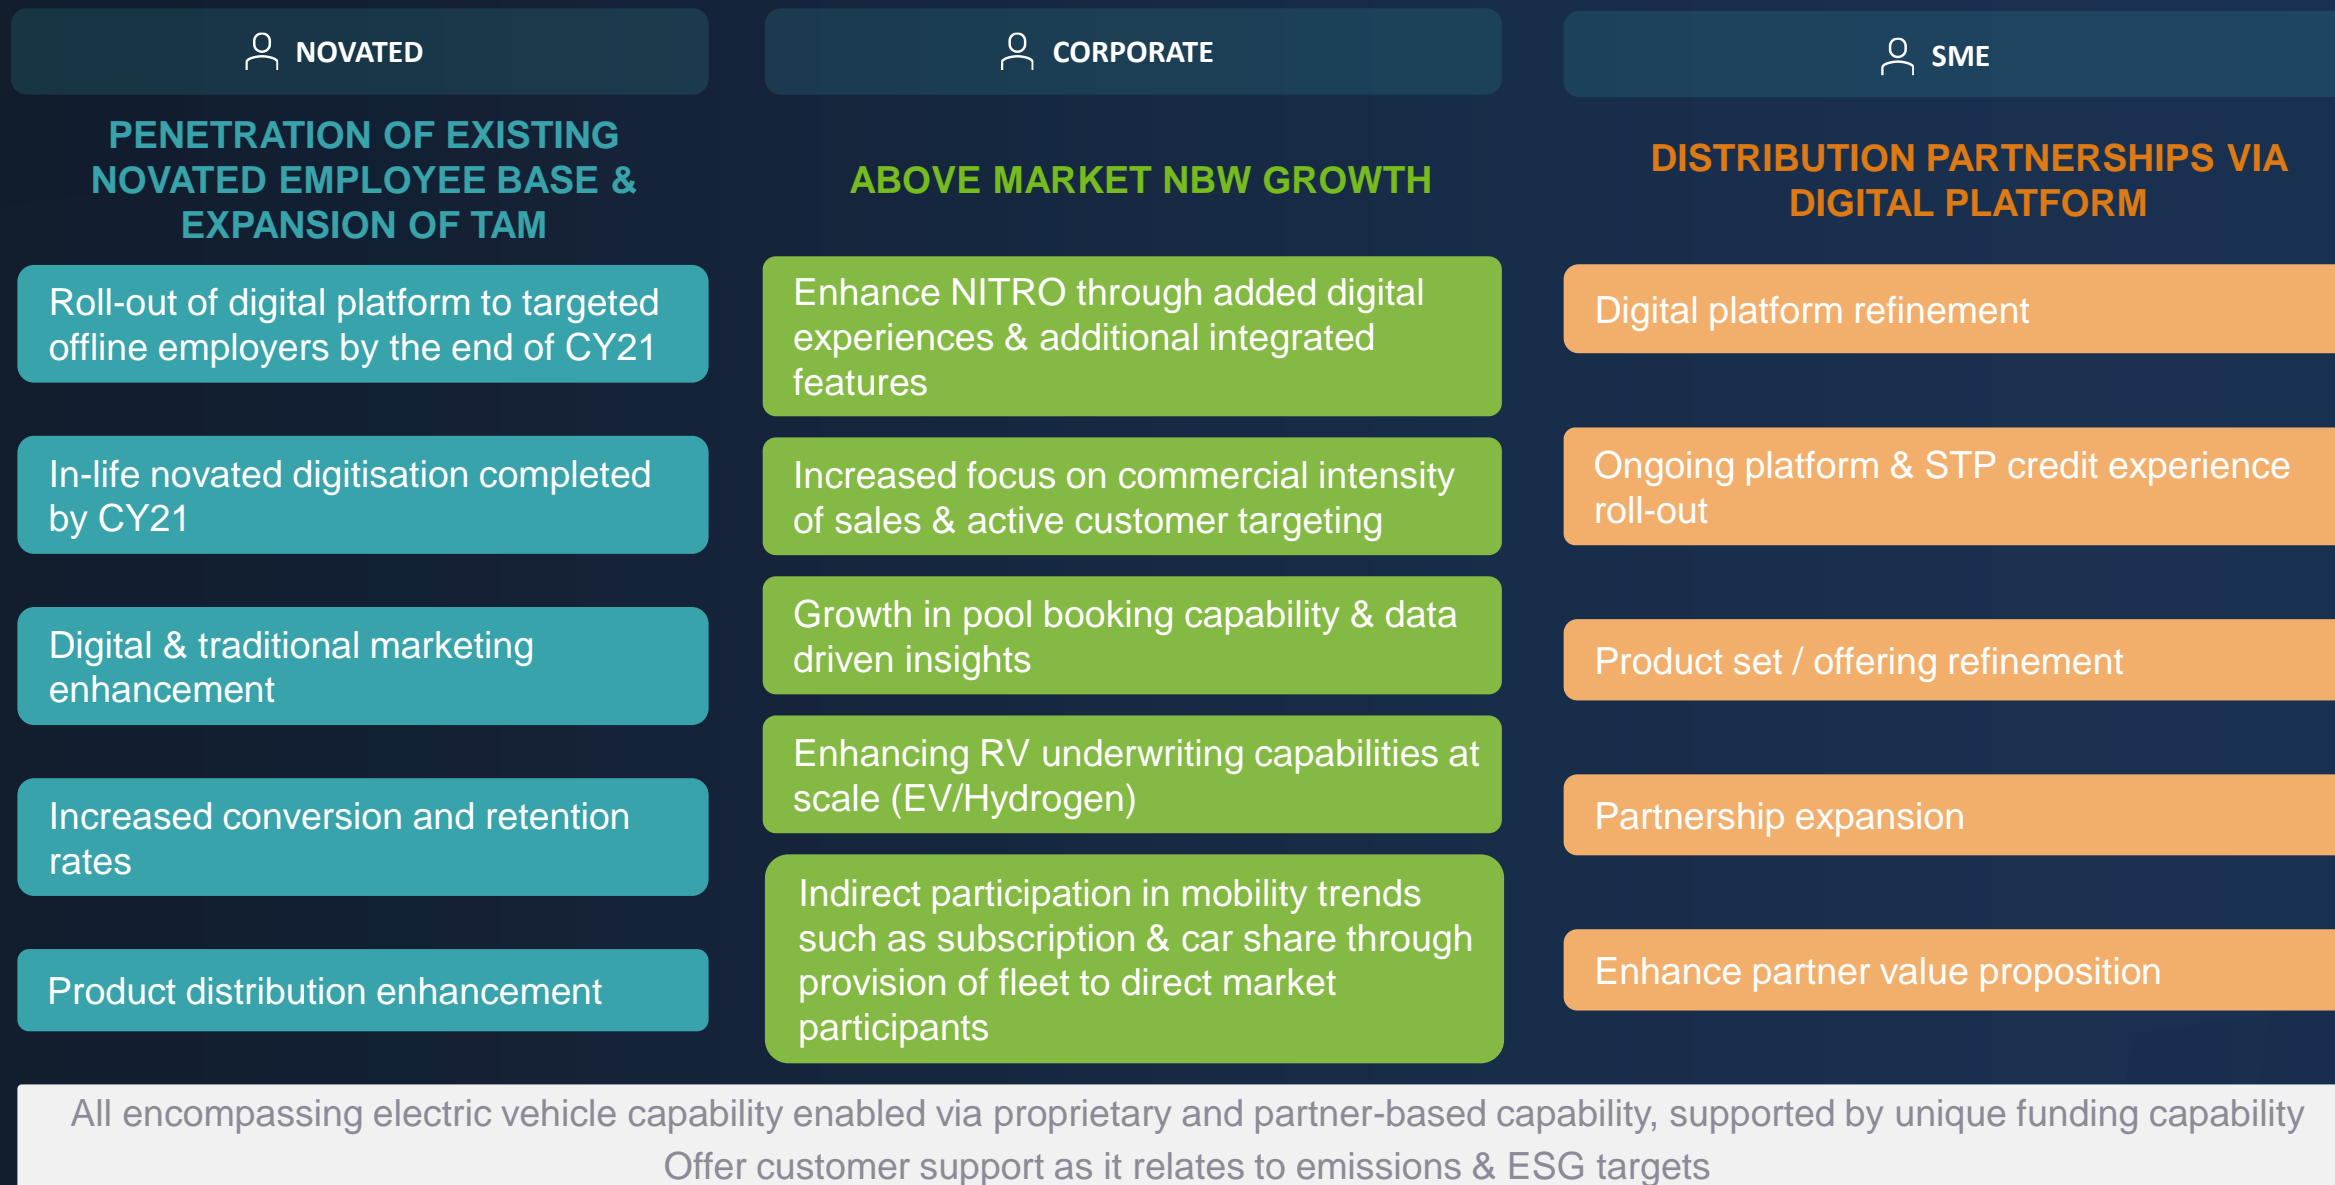 NOVATED
PENETRATION OF EXISTING
NOVATED EMPLOYEE BASE &
EXPANSION OF TAM
Roll-out of digital platform to targeted
offline employers by the end of CY21
In-life novated digitisation completed
by CY21
Digital & traditional marketing
enhancement
Increased conversion and retention
rates
Product distribution enhancement
CORPORATE
ABOVE MARKET NBW GROWTH
Enhance NITRO through added digital
experiences & additional integrated
features
Increased focus on commercial intensity
of sales & active customer targeting
Growth in pool booking capability & data
driven insights
Enhancing RV underwriting capabilities at
scale (EV/Hydrogen)
Indirect participation in mobility trends
such as subscription & car share through
provision of fleet to direct market
participants
SME
DISTRIBUTION PARTNERSHIPS VIA
DIGITAL PLATFORM
Digital platform refinement
Ongoing platform & STP credit experience
roll-out
Product set / offering refinement
Partnership expansion
Enhance partner value proposition
All encompassing electric vehicle capability enabled via proprietary and partner-based capability, supported by unique funding capability
Offer customer support as it relates to emissions & ESG targets